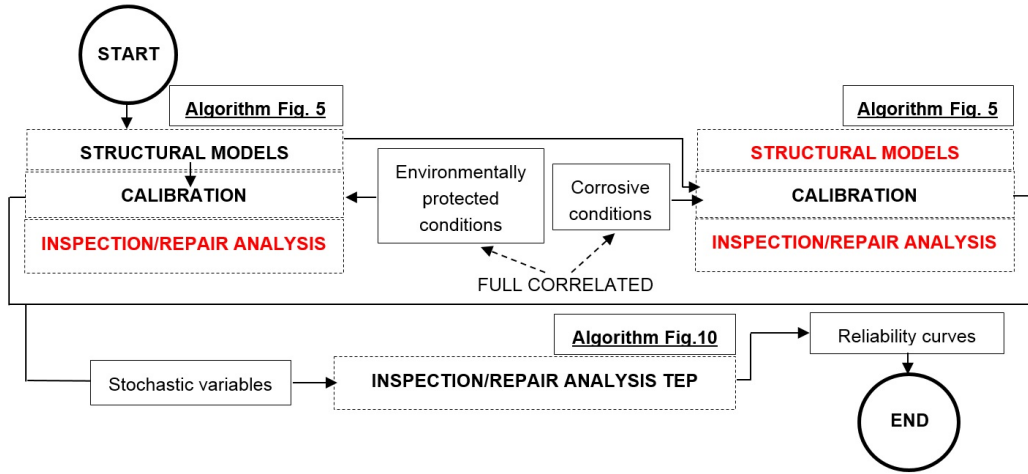 START
Algorithm Fig. 5
Algorithm Fig. 5
STRUCTURAL MODELS
CALIBRATION
INSPECTION/REPAIR ANALYSIS
Environmentally
protected
conditions
Corrosive
conditions
STRUCTURAL MODELS
CALIBRATION
INSPECTION/REPAIR ANALYSIS
FULL CORRELATED
Algorithm Fig.10
Reliability curves
Stochastic variables
INSPECTION/REPAIR ANALYSIS TEP
END